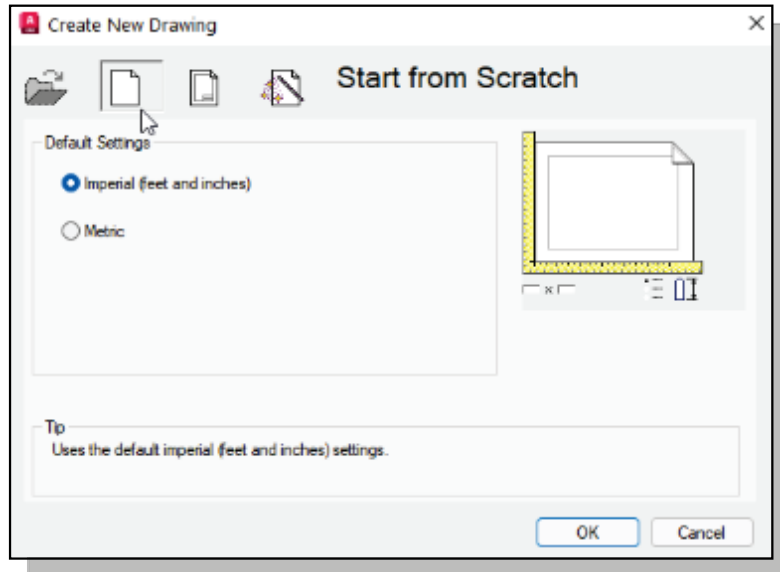 Create New Drawing
Start from Scratch
Default Settings
Imperial (feet and inches)
Metric
Tip
Uses the default imperial (feet and inches) settings.
OK
Cancel